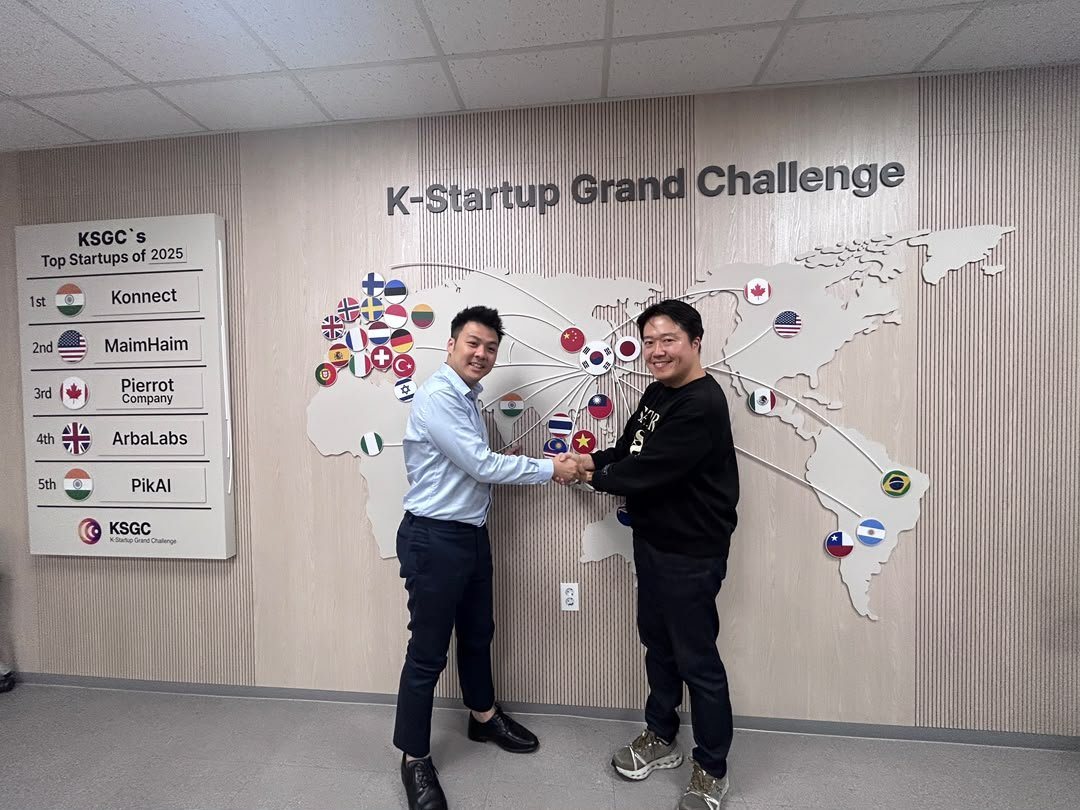 K-Startup Grand Challenge
KSGC`s
Top Startups of 2025
1st Konnect
2nd MaimHaim
3rd Pierrot
Company
4th ArbaLabs
5th PikAI
KSGC
K-Startup Grand Challenge